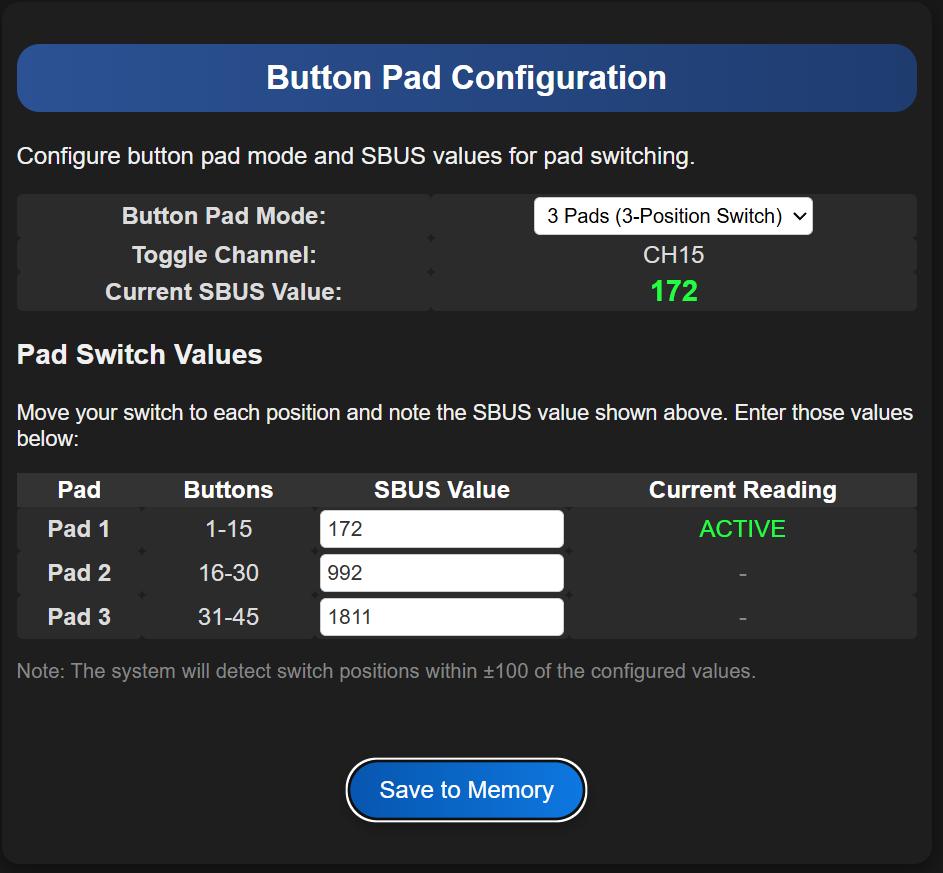 Button Pad Configuration
Configure button pad mode and SBUS values for pad switching.
Button Pad Mode: 3 Pads (3-Position Switch)
Toggle Channel: CH15
Current SBUS Value: 172
Pad Switch Values
Move your switch to each position and note the SBUS value shown above. Enter those values
below:
Pad Buttons SBUS Value Current Reading
Pad 1 1-15 172 ACTIVE
Pad 2 16-30 992 -
Pad 3 31-45 1811 -
Note: The system will detect switch positions within ±100 of the configured values.
Save to Memory